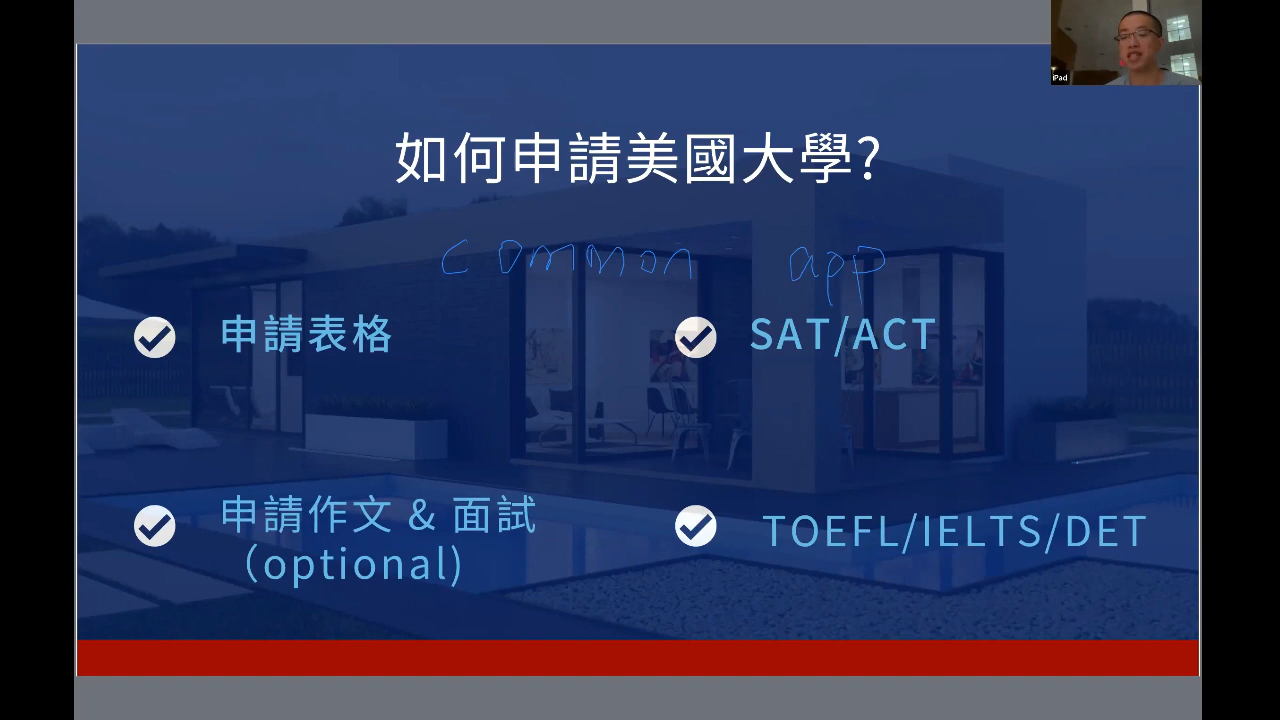 iPad
如何申請美國大學?
common app
申請表格
SAT/ACT
申請作文 & 面試
(optional)
TOEFL/IELTS/DET